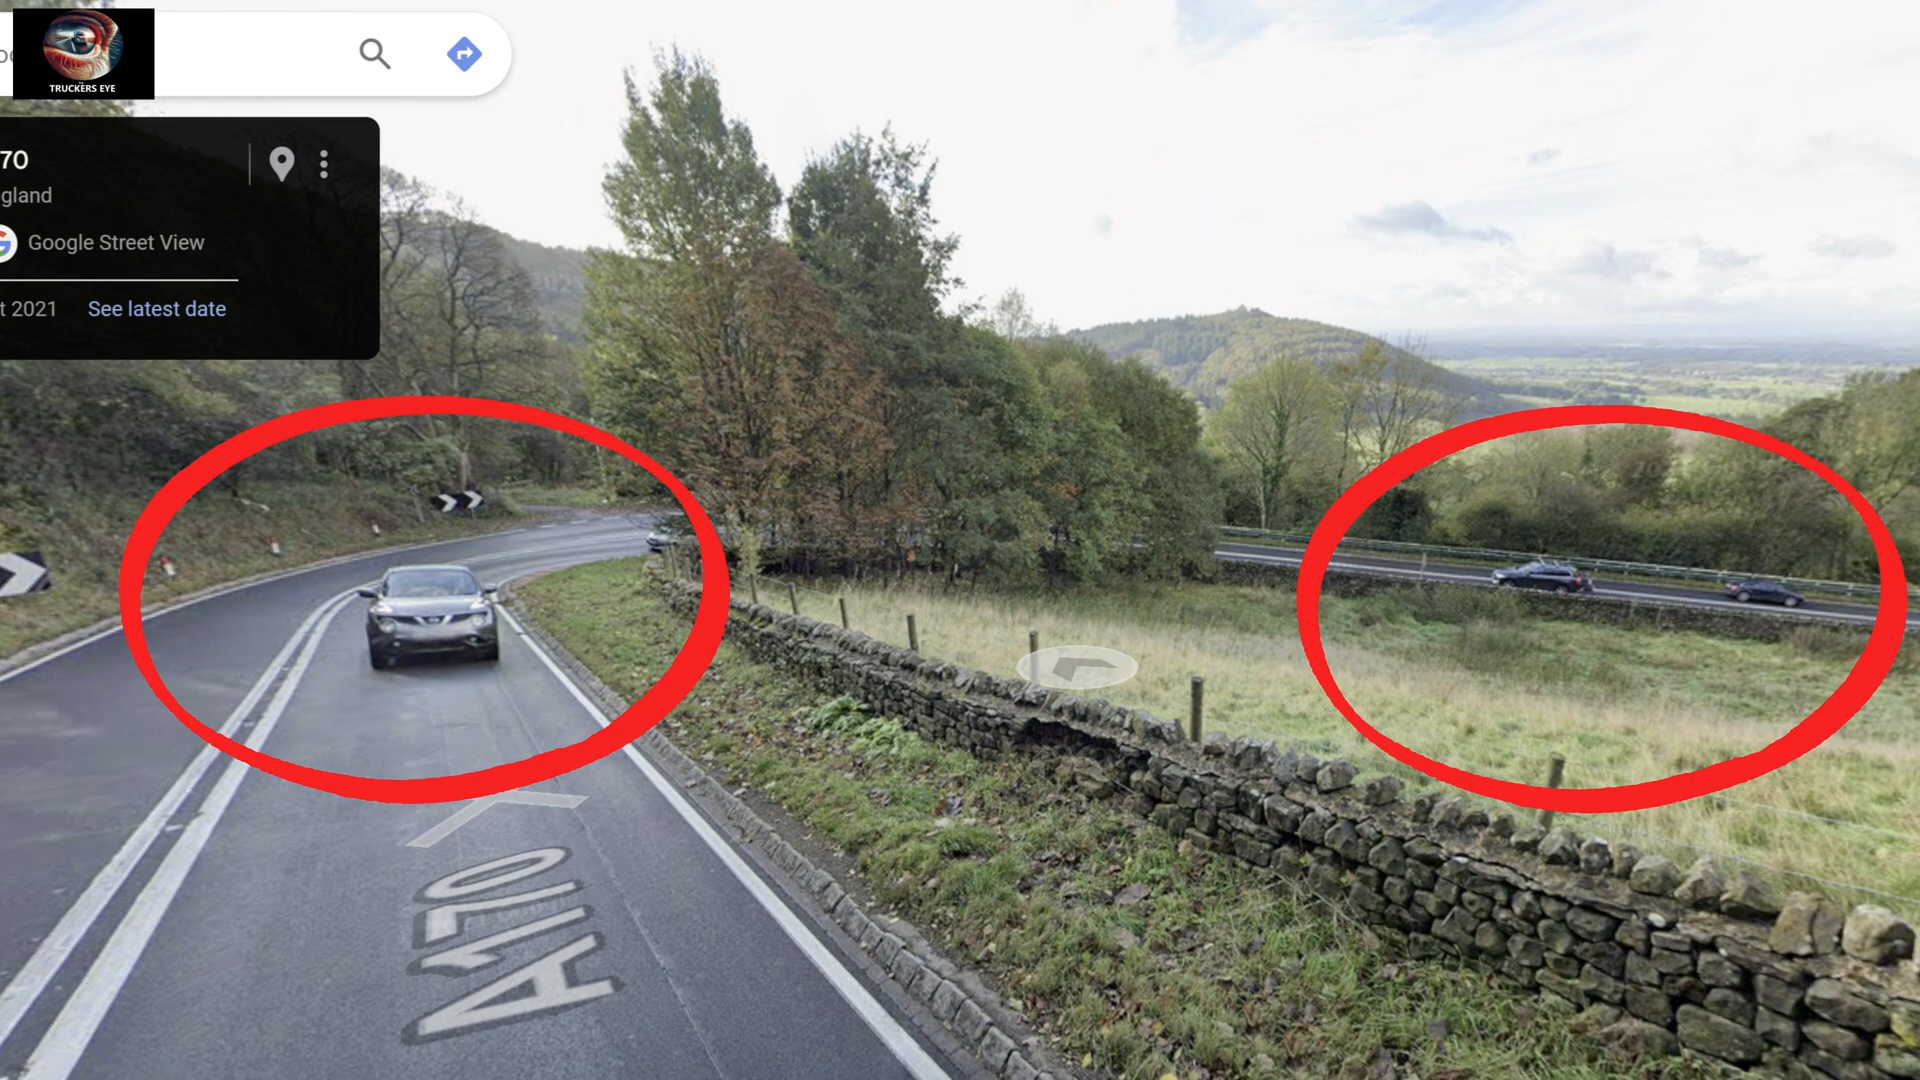 TRUCKERS EYE
70
gland
Google Street View
t 2021
See latest date
A170